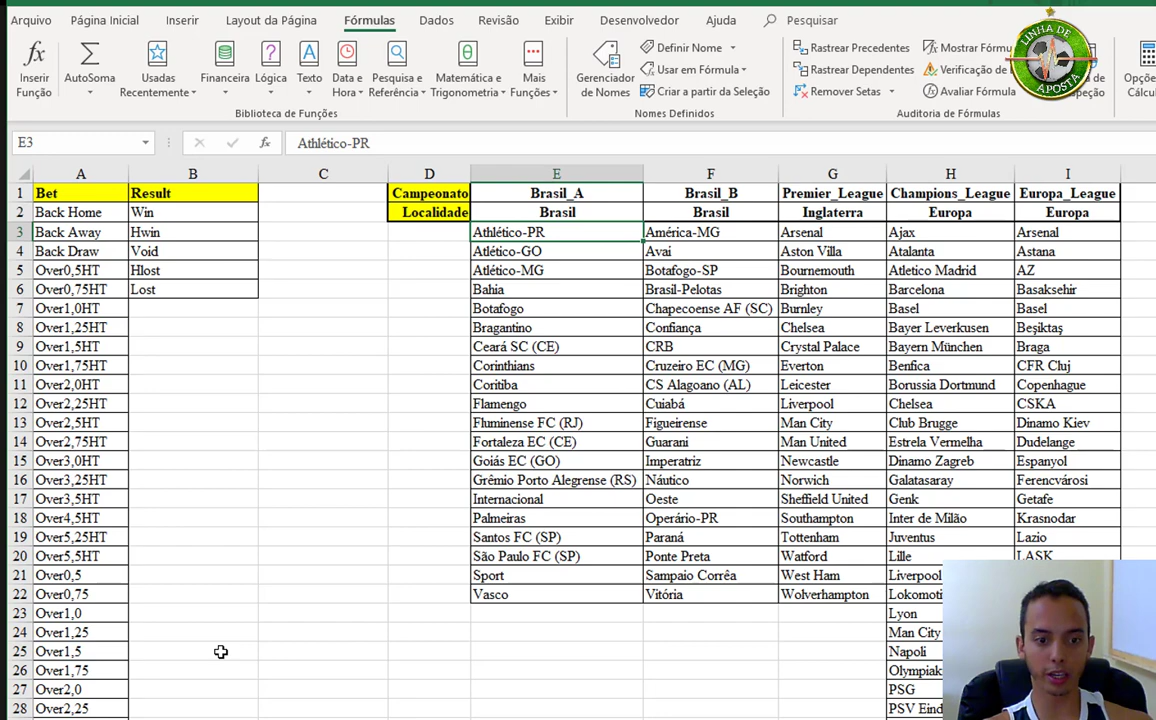 Arquivo Página Inicial Inserir Layout da Página Fórmulas Dados Revisão Exibir Desenvolvedor Ajuda Pesquisar
LINHA DE APOSTA
Inserir Função
AutoSoma
Usadas Recentemente
Financeira
Lógica
Texto
Data e Hora
Pesquisa e Referência
Matemática e Trigonometria
Mais Funções
Biblioteca de Funções
Gerenciador de Nomes
Definir Nome
Usar em Fórmula
Criar a partir da Seleção
Nomes Definidos
Rastrear Precedentes
Rastrear Dependentes
Remover Setas
Mostrar Fórmu
Verificação de
Avaliar Fórmula
Auditoria de Fórmulas
Opçõe
Cálcu
E3 fx Athlético-PR
A B C D E F G H I
1 Bet Result Campeonato Brasil_A Brasil_B Premier_League Champions_League Europa_League
2 Back Home Win Localidade Brasil Brasil Inglaterra Europa Europa
3 Back Away Hwin Athlético-PR América-MG Arsenal Ajax Arsenal
4 Back Draw Void Atlético-GO Avai Aston Villa Atalanta Astana
5 Over0,5HT Hlost Atlético-MG Botafogo-SP Bournemouth Atletico Madrid AZ
6 Over0,75HT Lost Bahia Brasil-Pelotas Brighton Barcelona Basaksehir
7 Over1,0HT Botafogo Chapecoense AF (SC) Burnley Basel Basel
8 Over1,25HT Bragantino Confiança Chelsea Bayer Leverkusen Beşiktaş
9 Over1,5HT Ceará SC (CE) CRB Crystal Palace Bayern München Braga
10 Over1,75HT Corinthians Cruzeiro EC (MG) Everton Benfica CFR Cluj
11 Over2,0HT Coritiba CS Alagoano (AL) Leicester Borussia Dortmund Copenhague
12 Over2,25HT Flamengo Cuiabá Liverpool Chelsea CSKA
13 Over2,5HT Fluminense FC (RJ) Figueirense Man City Club Brugge Dinamo Kiev
14 Over2,75HT Fortaleza EC (CE) Guarani Man United Estrela Vermelha Dudelange
15 Over3,0HT Goiás EC (GO) Imperatriz Newcastle Dinamo Zagreb Espanyol
16 Over3,25HT Grêmio Porto Alegrense (RS) Náutico Norwich Galatasaray Ferencvárosi
17 Over3,5HT Internacional Oeste Sheffield United Genk Getafe
18 Over4,5HT Palmeiras Operário-PR Southampton Inter de Milão Krasnodar
19 Over5,25HT Santos FC (SP) Paraná Tottenham Juventus Lazio
20 Over5,5HT São Paulo FC (SP) Ponte Preta Watford Lille LASK
21 Over0,5 Sport Sampaio Corrêa West Ham Liverpool
22 Over0,75 Vasco Vitória Wolverhampton Lokomoti
23 Over1,0 Lyon
24 Over1,25 Man City
25 Over1,5 Napoli
26 Over1,75 Olympiak
27 Over2,0 PSG
28 Over2,25 PSV Eind